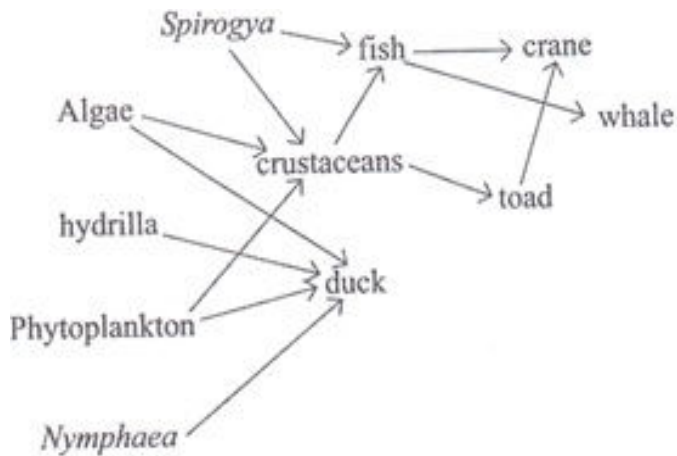 Spirogya
fish
crane
Algae
whale
crustaceans
toad
hydrilla
duck
Phytoplankton
Nymphaea